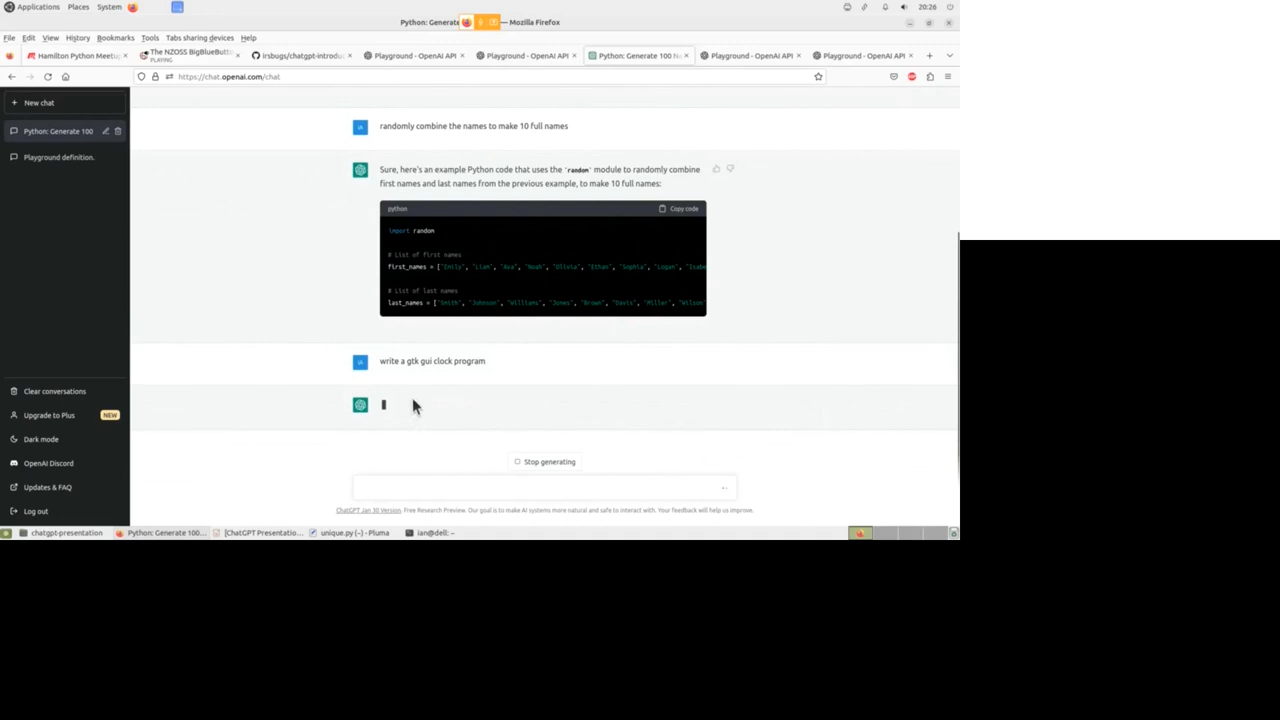 Applications Places System 20:26
Python: Generate — Mozilla Firefox
File Edit View History Bookmarks Tools Tabs sharing devices Help
Hamilton Python Meetu × The NZOSS BigBlueButto × irsbugs/chatgpt-introdu × Playground - OpenAI API × Playground - OpenAI API × Python: Generate 100 N × Playground - OpenAI API × Playground - OpenAI API ×
PLAYING
https://chat.openai.com/chat
+ New chat
Python: Generate 100
Playground definition.
randomly combine the names to make 10 full names
Sure, here's an example Python code that uses the `random` module to randomly combine
first names and last names from the previous example, to make 10 full names:
python Copy code
import random
# List of first names
first_names = ["Emily", "Liam", "Ava", "Noah", "Olivia", "Ethan", "Sophia", "Logan", "Isabe
# List of last names
last_names = ["Smith", "Johnson", "Williams", "Jones", "Brown", "Davis", "Miller", "Wilson"
write a gtk gui clock program
Clear conversations
Upgrade to Plus NEW
Dark mode
OpenAI Discord
Updates & FAQ
Log out
Stop generating
ChatGPT Jan 30 Version. Free Research Preview. Our goal is to make AI systems more natural and safe to interact with. Your feedback will help us improve.
chatgpt-presentation Python: Generate 100... [ChatGPT Presentatio... unique.py (~) - Pluma ian@dell: ~